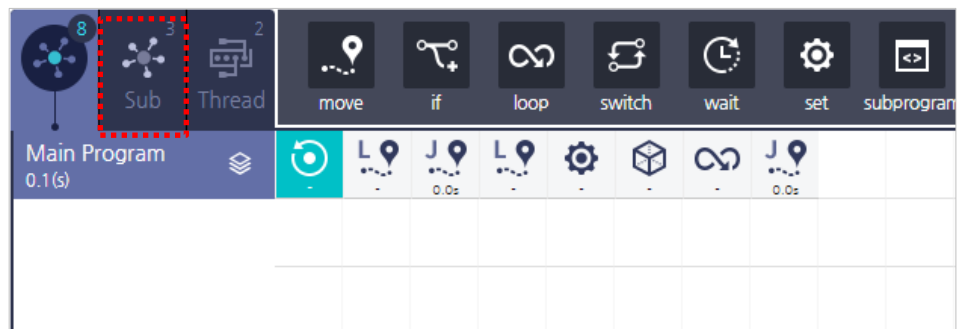 8
3
2
Sub
Thread
move
if
loop
switch
wait
set
subprogram
Main Program
0.1(s)
-
L
-
J
0.0s
L
-
-
-
-
J
0.0s